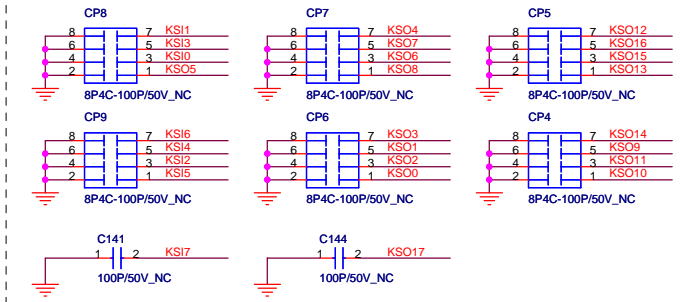 CP8 CP7 CP5
8 7 KSI1 8 7 KSO4 8 7 KSO12
6 5 KSI3 6 5 KSO7 6 5 KSO16
4 3 KSI0 4 3 KSO6 4 3 KSO15
2 1 KSO5 2 1 KSO8 2 1 KSO13
8P4C-100P/50V_NC 8P4C-100P/50V_NC 8P4C-100P/50V_NC
CP9 CP6 CP4
8 7 KSI6 8 7 KSO3 8 7 KSO14
6 5 KSI4 6 5 KSO1 6 5 KSO9
4 3 KSI2 4 3 KSO2 4 3 KSO11
2 1 KSI5 2 1 KSO0 2 1 KSO10
8P4C-100P/50V_NC 8P4C-100P/50V_NC 8P4C-100P/50V_NC
C141 C144
1 2 KSI7 1 2 KSO17
100P/50V_NC 100P/50V_NC